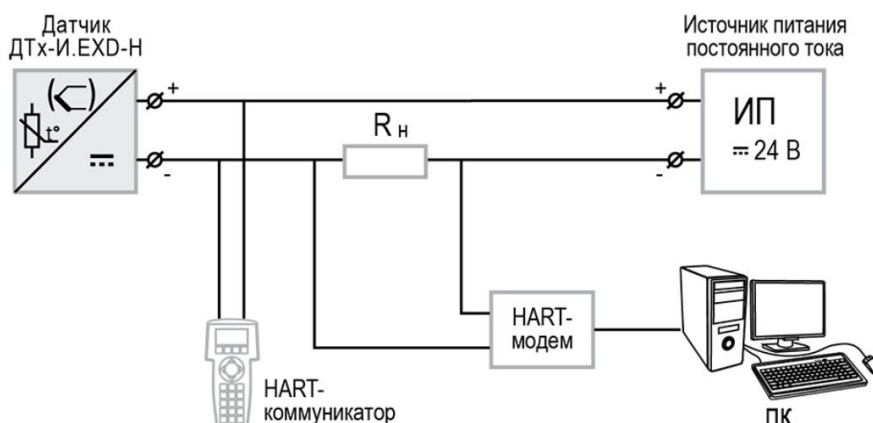 Датчик
ДТх-И.EXD-H
Источник питания
постоянного тока
+
+
t°
R н
ИП
= 24 В
-
-
HART-
модем
HART-
коммуникатор
ПК